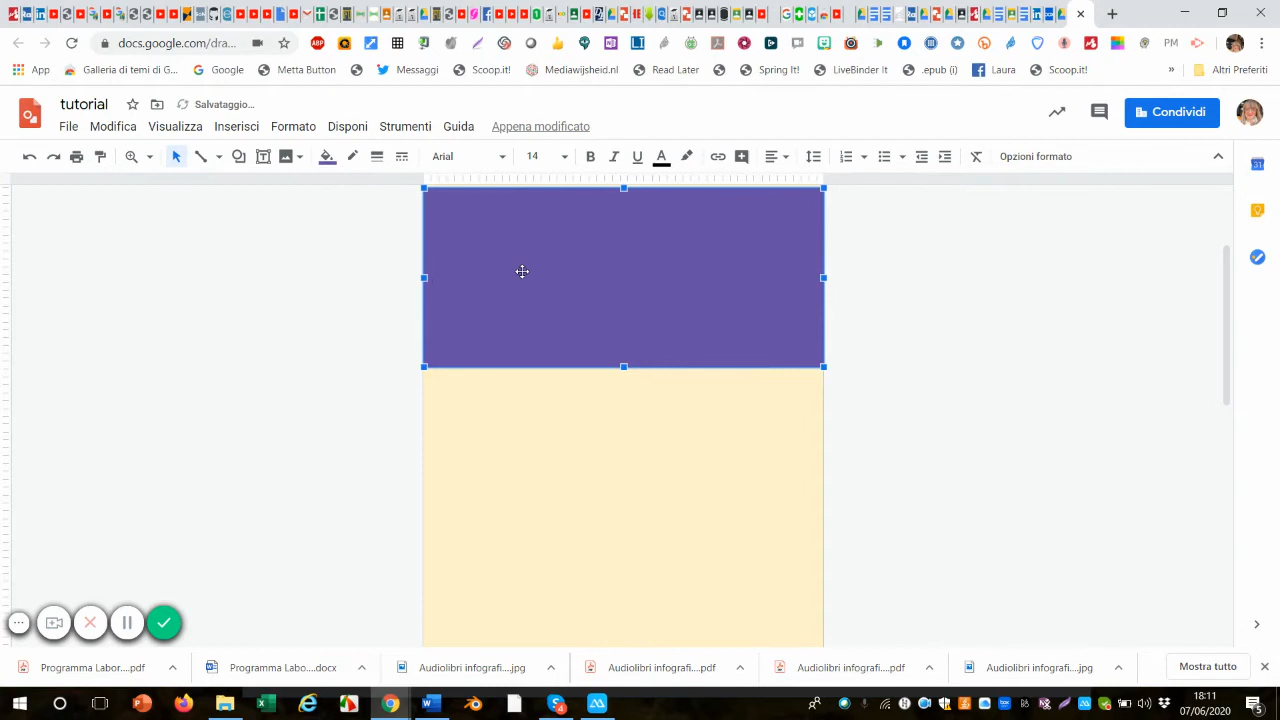 docs.google.com/dra...
ABP
PM
App
Galleria di temi di G...
Google
Metta Button
Messaggi
Scoop.it!
Mediawijsheid.nl
Read Later
Spring It!
LiveBinder It
.epub (i)
Laura
Scoop.it!
»
Altri Preferiti
tutorial
Salvataggio...
File
Modifica
Visualizza
Inserisci
Formato
Disponi
Strumenti
Guida
Appena modificato
Condividi
Arial
14
B
I
U
A
Opzioni formato
31
Programma Labor....pdf
Programma Labo....docx
Audiolibri infografi....jpg
Audiolibri infografi....pdf
Audiolibri infografi....pdf
Audiolibri infografi....jpg
Mostra tutto
18:11
07/06/2020